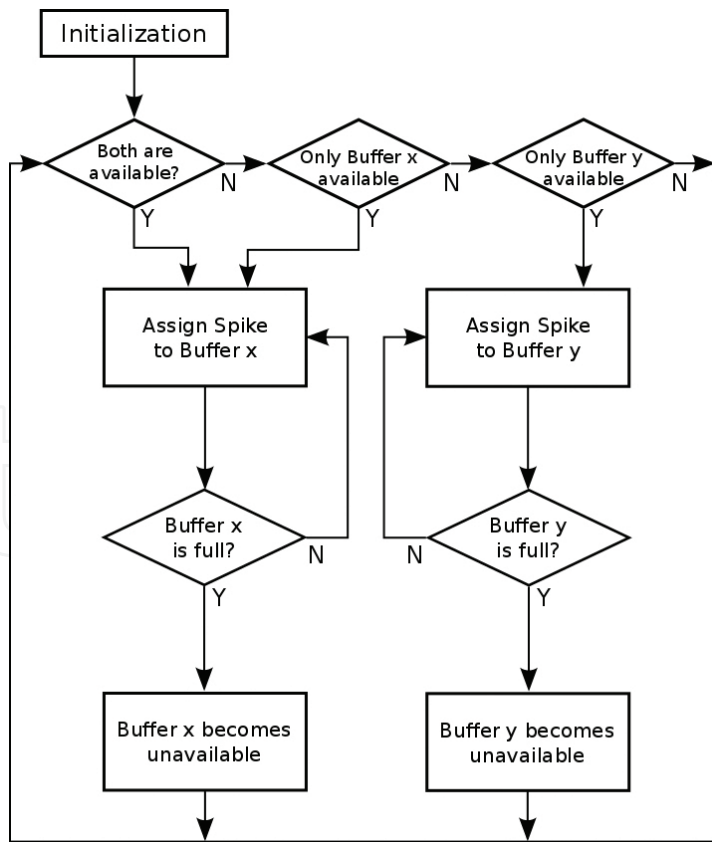 Initialization
Both are
available?
N
Only Buffer x
available
N
Only Buffer y
available
N
Y
Y
Y
Assign Spike
to Buffer x
Assign Spike
to Buffer y
Buffer x
is full?
N
N
Buffer y
is full?
Y
Y
Buffer x becomes
unavailable
Buffer y becomes
unavailable